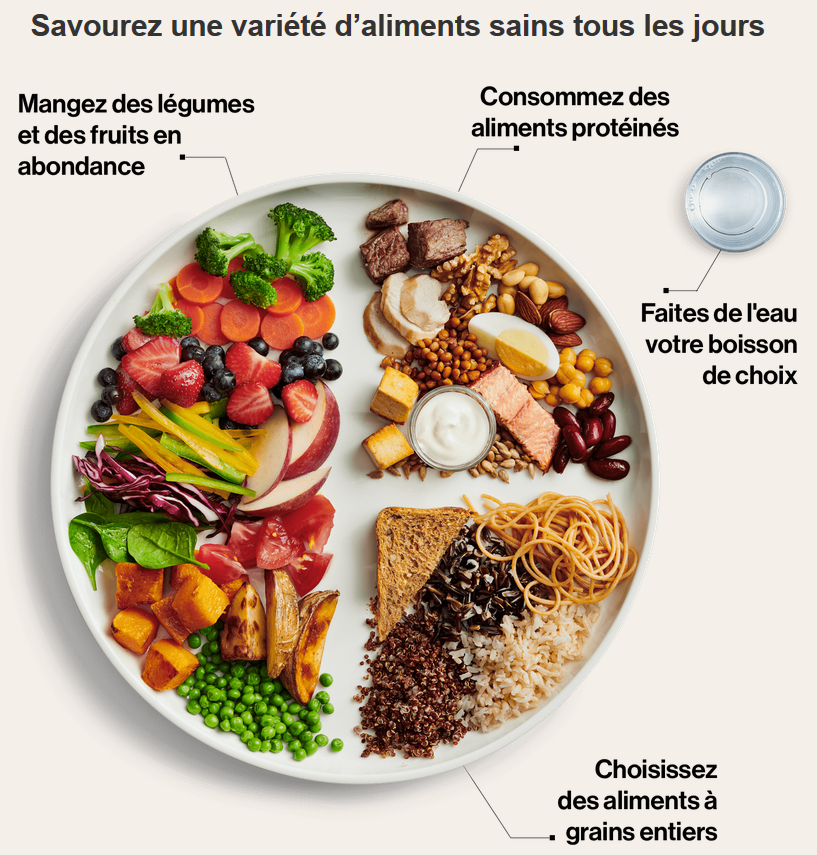 Savourez une variété d’aliments sains tous les jours
Mangez des légumes
et des fruits en
abondance
Consommez des
aliments protéinés
Faites de l'eau
votre boisson
de choix
Choisissez
des aliments à
grains entiers